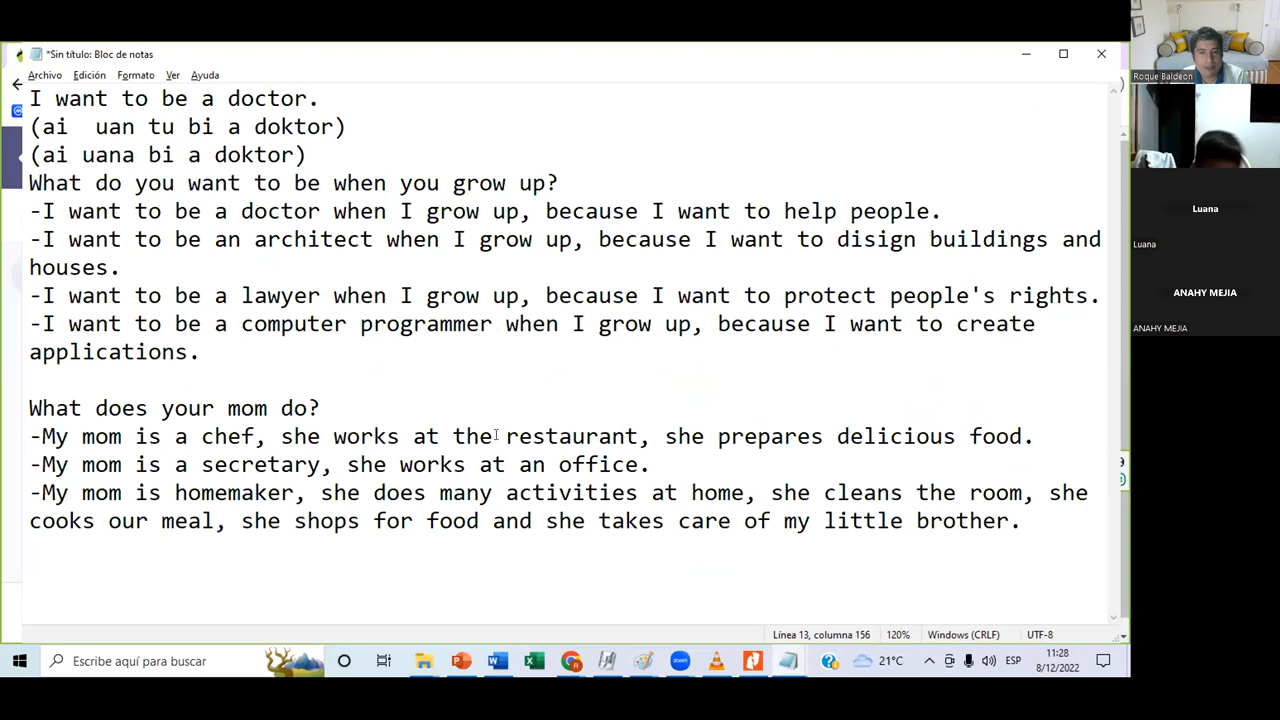 *Sin título: Bloc de notas
Archivo Edición Formato Ver Ayuda
I want to be a doctor.
(ai  uan tu bi a doktor)
(ai uana bi a doktor)
What do you want to be when you grow up?
-I want to be a doctor when I grow up, because I want to help people.
-I want to be an architect when I grow up, because I want to disign buildings and
houses.
-I want to be a lawyer when I grow up, because I want to protect people's rights.
-I want to be a computer programmer when I grow up, because I want to create
applications.
What does your mom do?
-My mom is a chef, she works at the restaurant, she prepares delicious food.
-My mom is a secretary, she works at an office.
-My mom is homemaker, she does many activities at home, she cleans the room, she
cooks our meal, she shops for food and she takes care of my little brother.
Línea 13, columna 156 120% Windows (CRLF) UTF-8
Escribe aquí para buscar
21°C ESP 11:28
8/12/2022
Roque Baldeon
Luana
Luana
ANAHY MEJIA
ANAHY MEJIA